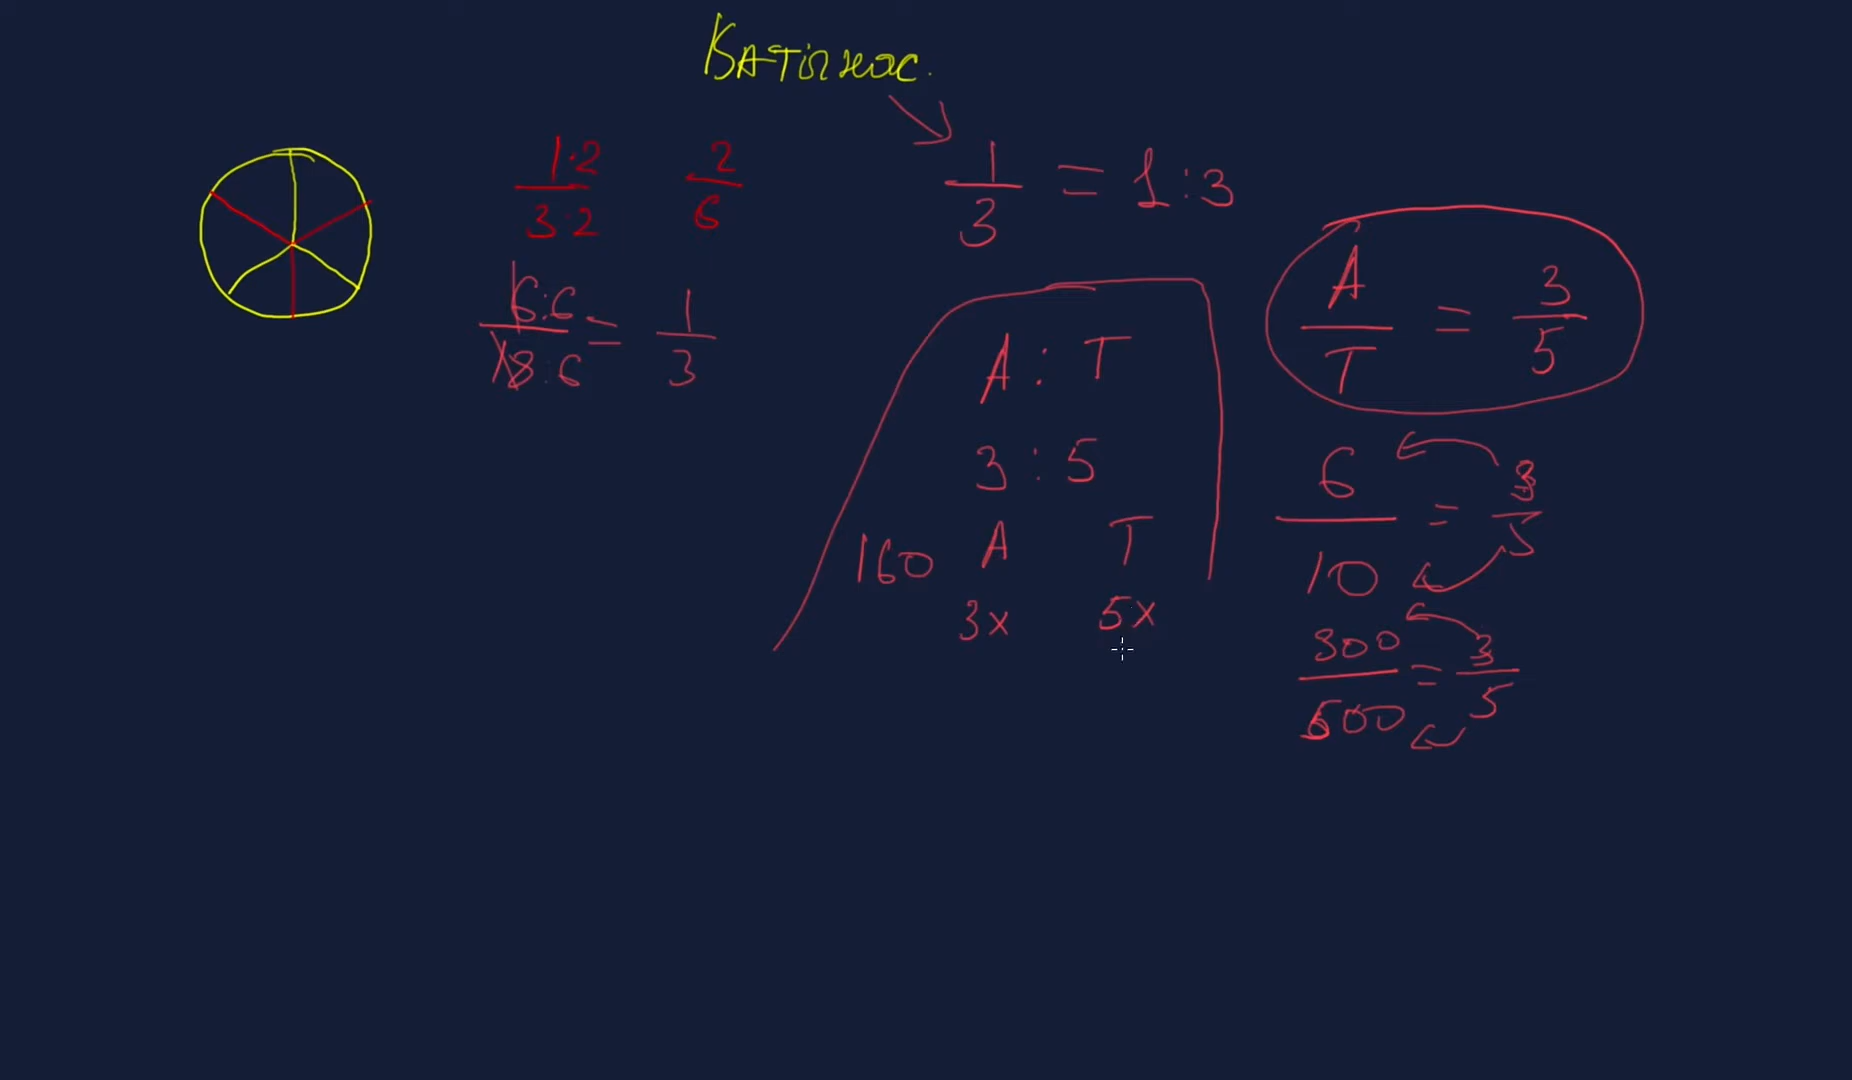 Қатынас.
1·2/3·2 2/6
1/3 = 1:3
6:6/18:6 = 1/3
A/T = 3/5
A : T
3 : 5
160 A T
3x 5x
6/10 = 3/5
300/500 = 3/5